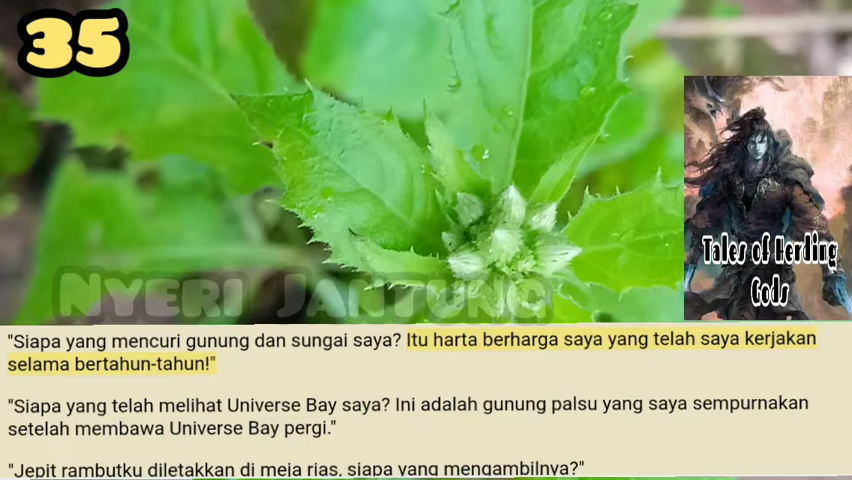 35
Tales of Herding
Gods
NYERI JANTUNG
"Siapa yang mencuri gunung dan sungai saya? Itu harta berharga saya yang telah saya kerjakan
selama bertahun-tahun!"
"Siapa yang telah melihat Universe Bay saya? Ini adalah gunung palsu yang saya sempurnakan
setelah membawa Universe Bay pergi."
"Jepit rambutku diletakkan di meja rias, siapa yang mengambilnya?"